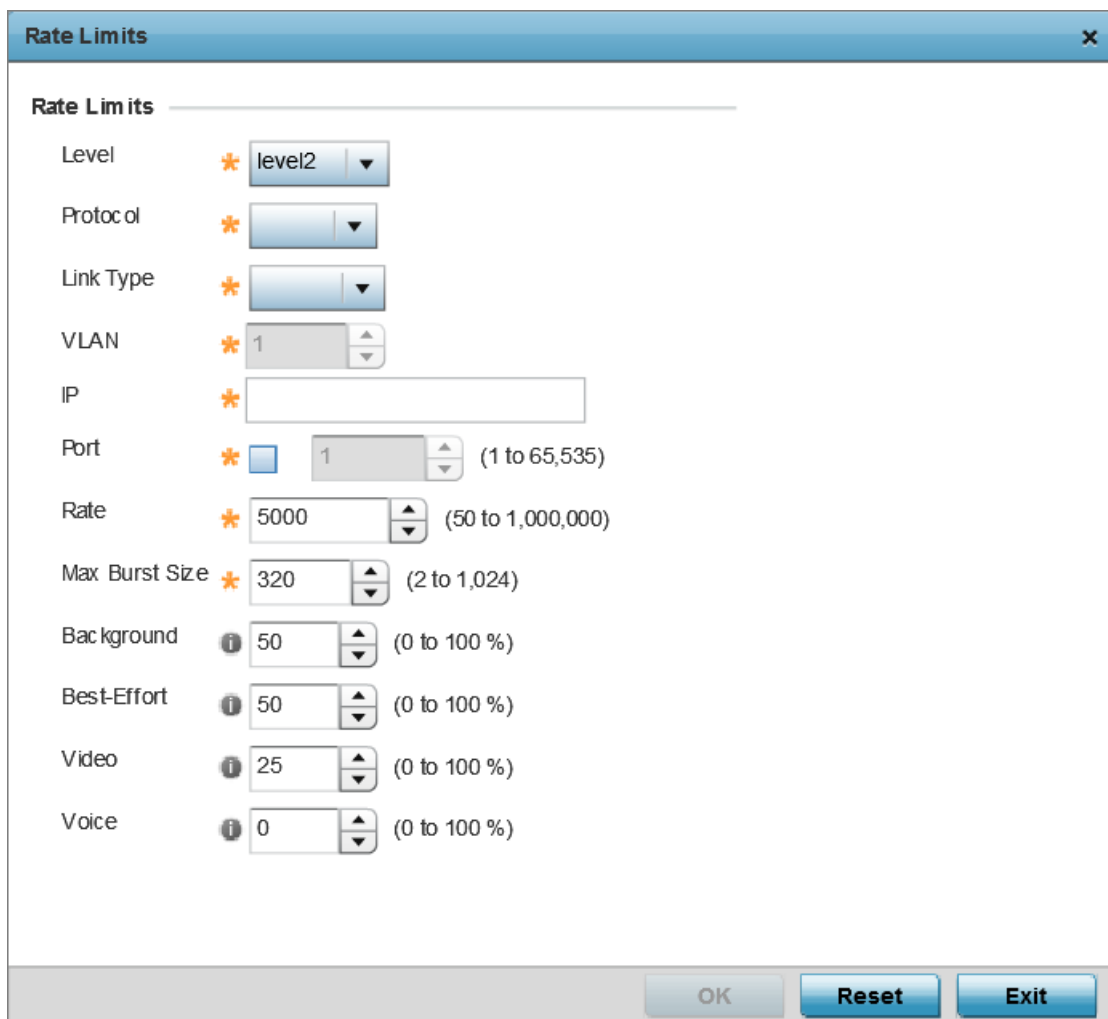 Rate Limits ×
Rate Limits
Level * level2
Protocol *
Link Type *
VLAN * 1
IP *
Port * 1 (1 to 65,535)
Rate * 5000 (50 to 1,000,000)
Max Burst Size * 320 (2 to 1,024)
Background i 50 (0 to 100 %)
Best-Effort i 50 (0 to 100 %)
Video i 25 (0 to 100 %)
Voice i 0 (0 to 100 %)
OK Reset Exit